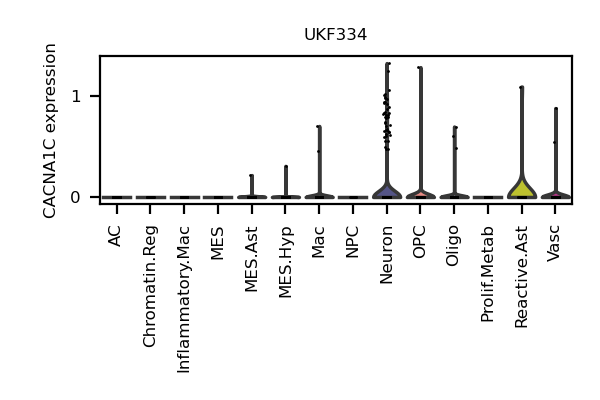 UKF334
CACNA1C expression
1
0
AC
Chromatin.Reg
Inflammatory.Mac
MES
MES.Ast
MES.Hyp
Mac
NPC
Neuron
OPC
Oligo
Prolif.Metab
Reactive.Ast
Vasc